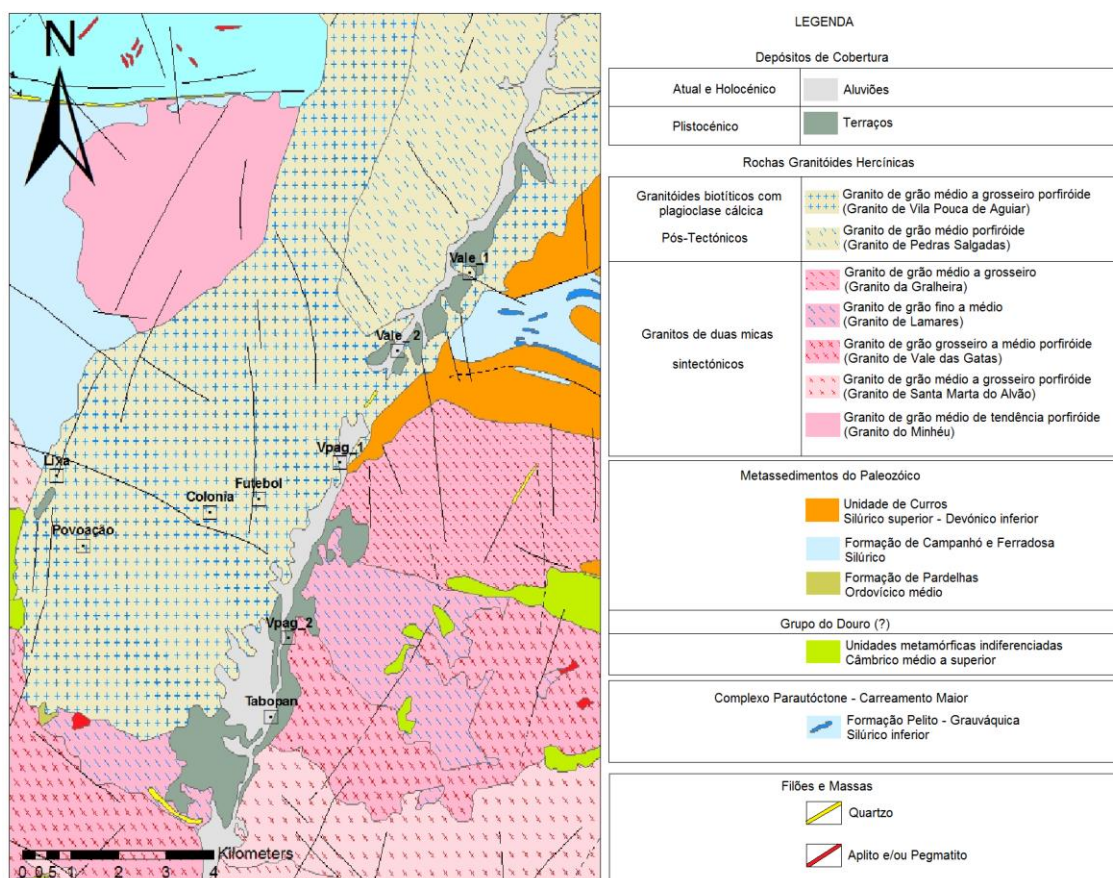 N
Vale_1
Vale_2
Vpag_1
Lixa
Futebol
Colonia
Povoação
Vpag_2
Tabopan
Kilometers
0 0.5 1 2 3 4
LEGENDA
Depósitos de Cobertura
Atual e Holocénico
Aluviões
Plistocénico
Terraços
Rochas Granitóides Hercínicas
Granitóides biotíticos com
plagioclase cálcica
Pós-Tectónicos
Granito de grão médio a grosseiro porfiróide
(Granito de Vila Pouca de Aguiar)
Granito de grão médio porfiróide
(Granito de Pedras Salgadas)
Granitos de duas micas
sintectónicos
Granito de grão médio a grosseiro
(Granito da Gralheira)
Granito de grão fino a médio
(Granito de Lamares)
Granito de grão grosseiro a médio porfiróide
(Granito de Vale das Gatas)
Granito de grão médio a grosseiro porfiróide
(Granito de Santa Marta do Alvão)
Granito de grão médio de tendência porfiróide
(Granito do Minhéu)
Metassedimentos do Paleozóico
Unidade de Curros
Silúrico superior - Devónico inferior
Formação de Campanhó e Ferradosa
Silúrico
Formação de Pardelhas
Ordovícico médio
Grupo do Douro (?)
Unidades metamórficas indiferenciadas
Câmbrico médio a superior
Complexo Parautóctone - Carreamento Maior
Formação Pelito - Grauváquica
Silúrico inferior
Filões e Massas
Quartzo
Aplito e/ou Pegmatito